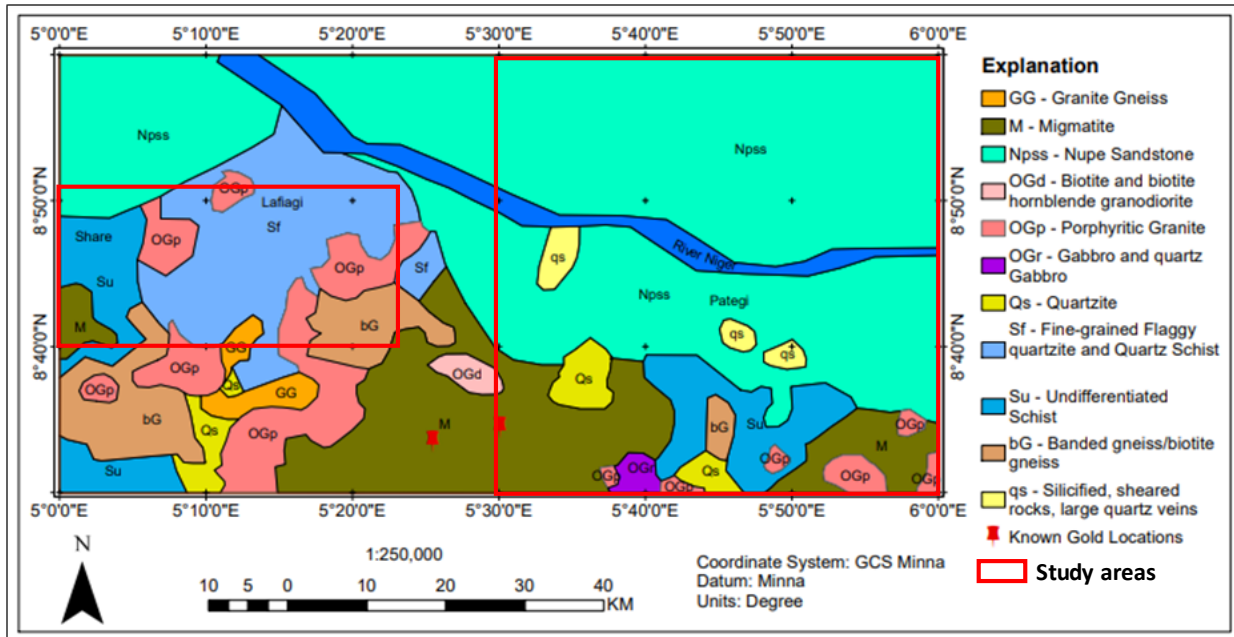 5°0'0"E 5°10'0"E 5°20'0"E 5°30'0"E 5°40'0"E 5°50'0"E 6°0'0"E
8°50'0"N
8°40'0"N
8°50'0"N
8°40'0"N
Npss
Npss
OGp
Lafiagi
Sf
Share
OGp
Su
OGp
Sf
qs
River Niger
Npss
Pategi
M
bG
qs
qs
GG
OGp
OGd
Qs
OGp
Qs
GG
bG
Qs
OGp
M
bG
Su
OGp
M
Su
OGp
OGr
OGp
Qs
OGp
OGp
OGp
5°0'0"E 5°10'0"E 5°20'0"E 5°30'0"E 5°40'0"E 5°50'0"E 6°0'0"E
N
1:250,000
10 5 0 10 20 30 40
KM
Coordinate System: GCS Minna
Datum: Minna
Units: Degree
Explanation
GG - Granite Gneiss
M - Migmatite
Npss - Nupe Sandstone
OGd - Biotite and biotite
hornblende granodiorite
OGp - Porphyritic Granite
OGr - Gabbro and quartz
Gabbro
Qs - Quartzite
Sf - Fine-grained Flaggy
quartzite and Quartz Schist
Su - Undifferentiated
Schist
bG - Banded gneiss/biotite
gneiss
qs - Silicified, sheared
rocks, large quartz veins
Known Gold Locations
Study areas